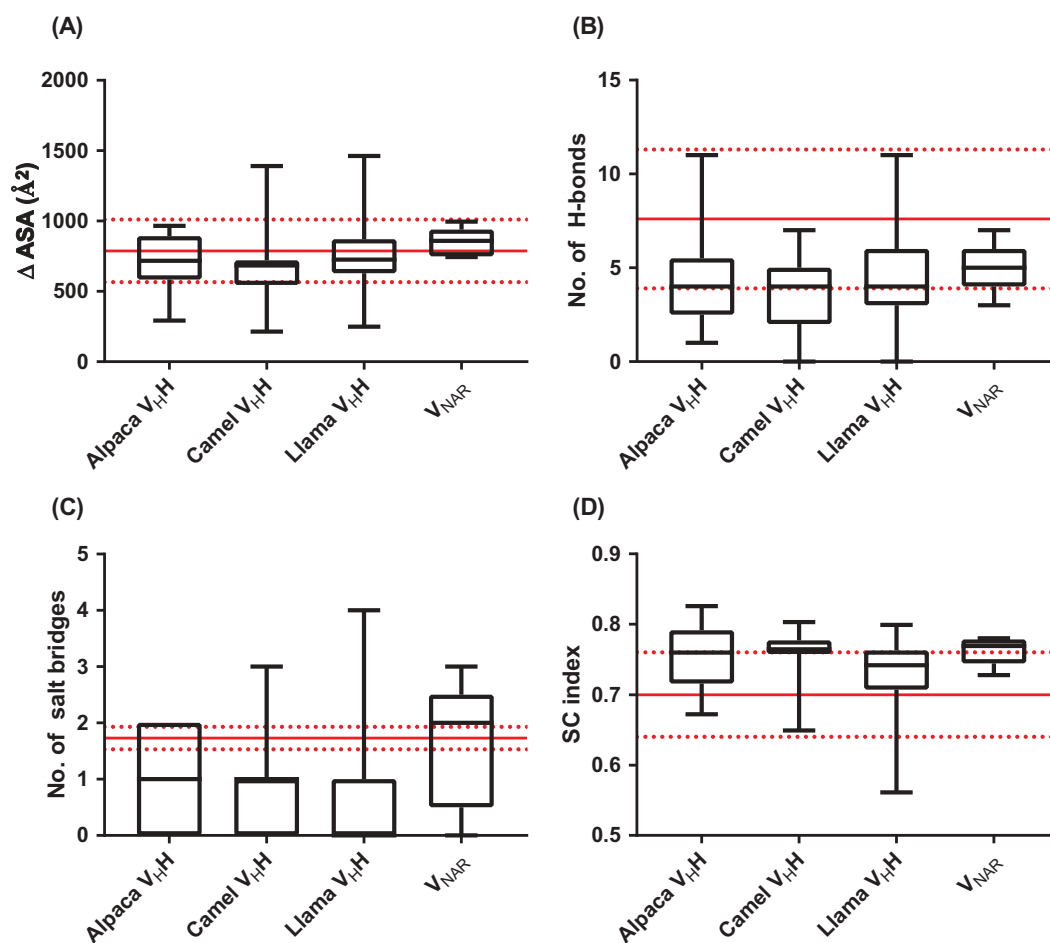 (A)
Δ ASA (Å²)
2000
1500
1000
500
0
Alpaca VHH
Camel VHH
Llama VHH
VNAR
(B)
No. of H-bonds
15
10
5
0
Alpaca VHH
Camel VHH
Llama VHH
VNAR
(C)
No. of salt bridges
5
4
3
2
1
0
Alpaca VHH
Camel VHH
Llama VHH
VNAR
(D)
SC index
0.9
0.8
0.7
0.6
0.5
Alpaca VHH
Camel VHH
Llama VHH
VNAR